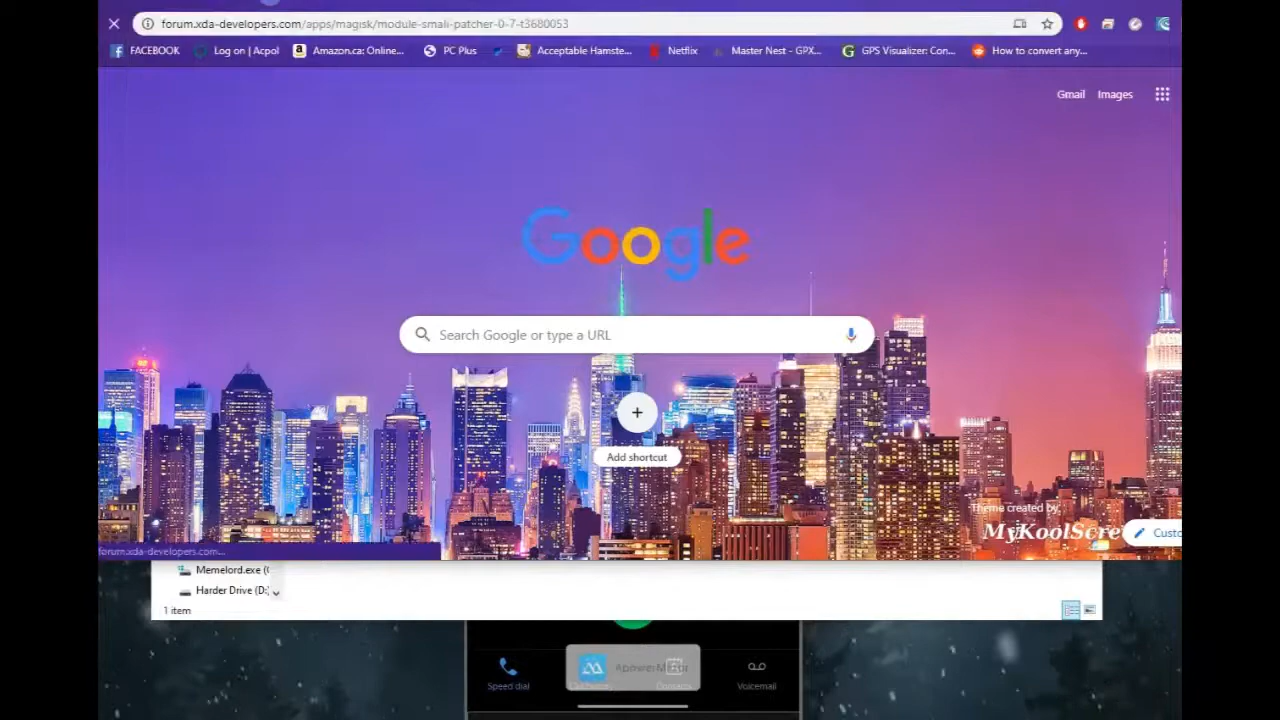 forum.xda-developers.com/apps/magisk/module-smali-patcher-0-7-t3680053
FACEBOOK
Log on | Acpol
Amazon.ca: Online...
PC Plus
Acceptable Hamste...
Netflix
Master Nest - GPX...
GPS Visualizer: Con...
How to convert any...
Gmail
Images
Google
Search Google or type a URL
Add shortcut
Theme created by
MyKoolScre
Custo
forum.xda-developers.com...
Memelord.exe (
Harder Drive (D:)
1 item
ApowerMirror
Speed dial
Contacts
Voicemail